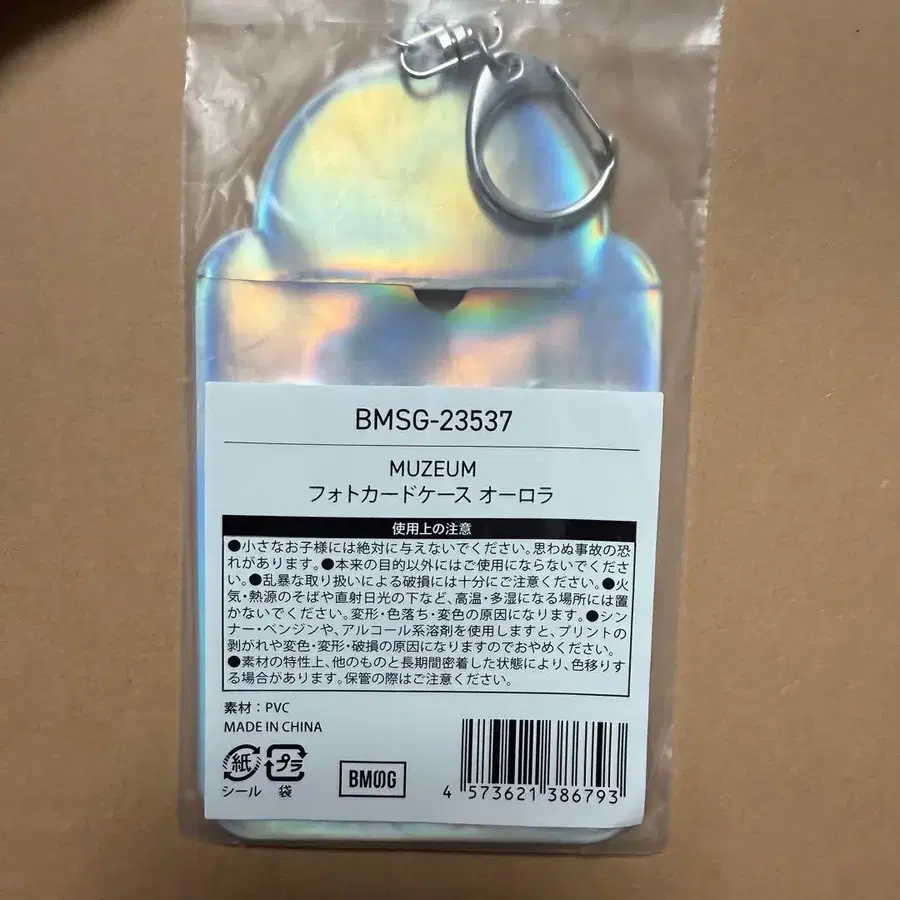 BMSG-23537
MUZEUM
フォトカードケース オーロラ
使用上の注意
●小さなお子様には絶対に与えないでください。思わぬ事故の恐
れがあります。●本来の目的以外にはご使用にならないでくださ
い。●乱暴な取り扱いによる破損には十分にご注意ください。●火
気・熱源のそばや直射日光の下など、高温・多湿になる場所には置
かないでください。変形・色落ち・変色の原因になります。●シン
ナー・ベンジンや、アルコール系溶剤を使用しますと、プリントの
剥がれや変色・変形・破損の原因になりますのでおやめください。
●素材の特性上、他のものと長期間密着した状態により、色移りす
る場合があります。保管の際はご注意ください。
素材：PVC
MADE IN CHINA
紙 プラ
シール 袋
BMSG
4 573621 386793